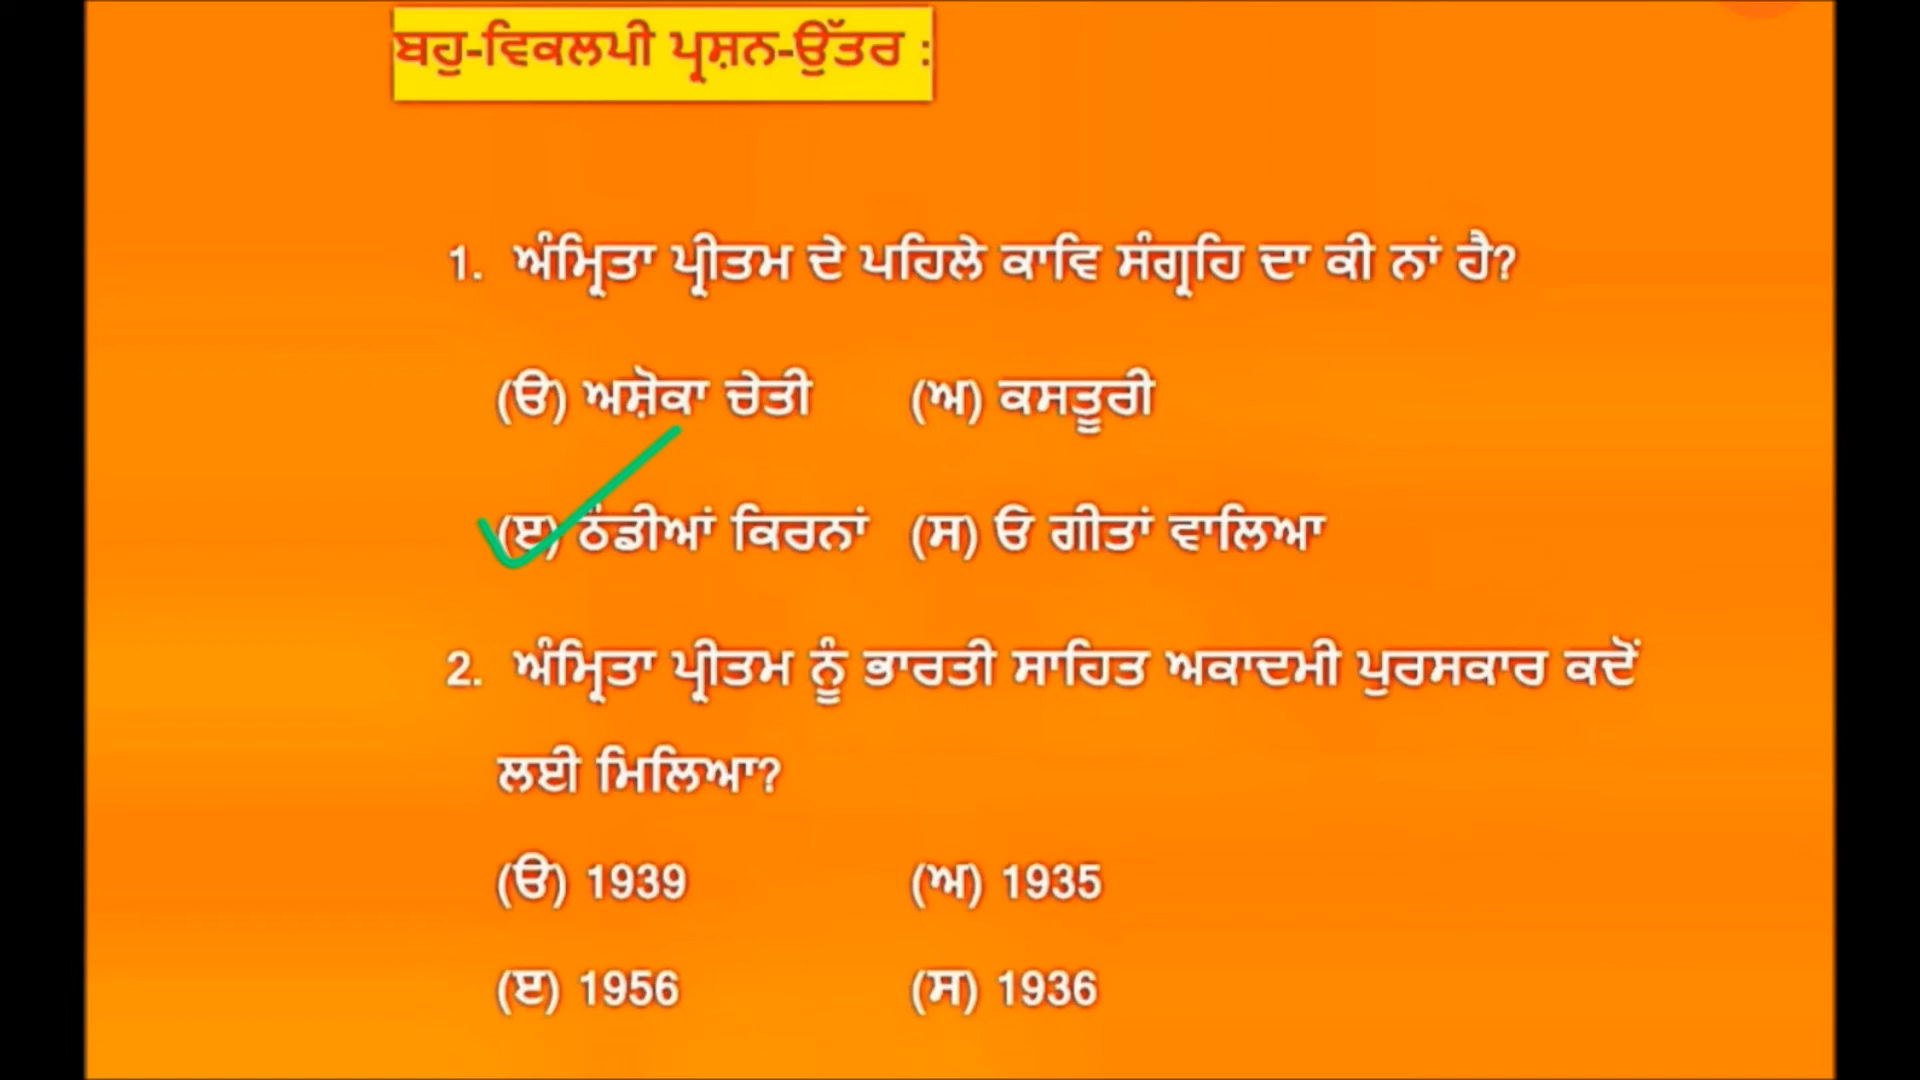 ਬਹੁ-ਵਿਕਲਪੀ ਪ੍ਰਸ਼ਨ-ਉੱਤਰ :
1. ਅੰਮ੍ਰਿਤਾ ਪ੍ਰੀਤਮ ਦੇ ਪਹਿਲੇ ਕਾਵਿ ਸੰਗ੍ਰਹਿ ਦਾ ਕੀ ਨਾਂ ਹੈ?
(ੳ) ਅਸ਼ੋਕਾ ਚੇਤੀ (ਅ) ਕਸਤੂਰੀ
(ੲ) ਠੰਡੀਆਂ ਕਿਰਨਾਂ (ਸ) ਓ ਗੀਤਾਂ ਵਾਲਿਆ
2. ਅੰਮ੍ਰਿਤਾ ਪ੍ਰੀਤਮ ਨੂੰ ਭਾਰਤੀ ਸਾਹਿਤ ਅਕਾਦਮੀ ਪੁਰਸਕਾਰ ਕਦੋਂ
ਲਈ ਮਿਲਿਆ?
(ੳ) 1939 (ਅ) 1935
(ੲ) 1956 (ਸ) 1936